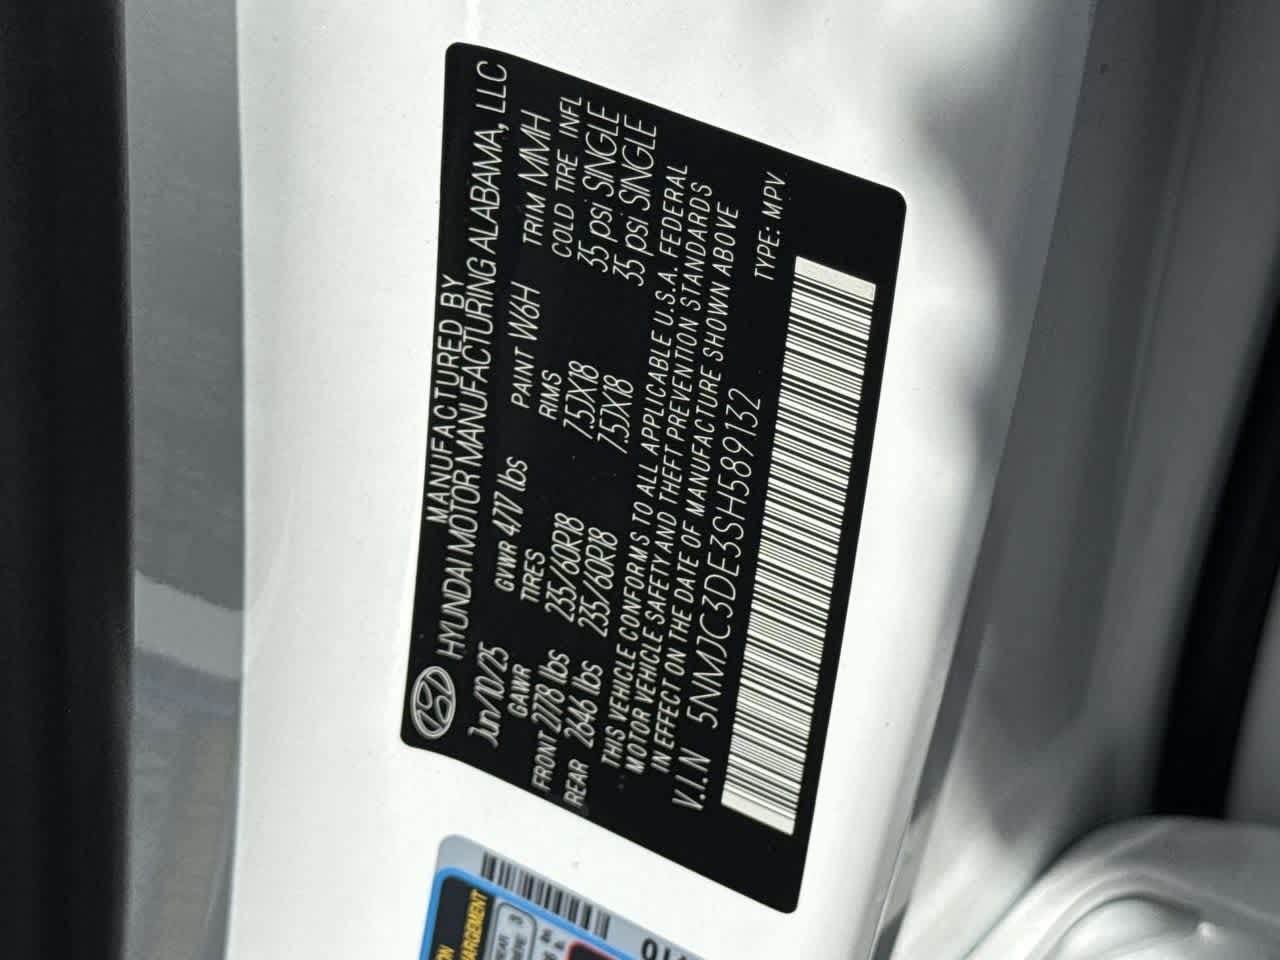 MANUFACTURED BY
HYUNDAI MOTOR MANUFACTURING ALABAMA, LLC
Jun/10/25 GVWR 4717 lbs PAINT W6H TRIM MMH
GAWR TIRES RIMS COLD TIRE INFL
FRONT 2778 lbs 235/60R18 7.5JX18 35 psi SINGLE
REAR 2646 lbs 235/60R18 7.5JX18 35 psi SINGLE
THIS VEHICLE CONFORMS TO ALL APPLICABLE U.S.A. FEDERAL
MOTOR VEHICLE SAFETY AND THEFT PREVENTION STANDARDS
IN EFFECT ON THE DATE OF MANUFACTURE SHOWN ABOVE
V.I.N 5NMJC3DE3SH589132 TYPE: MPV